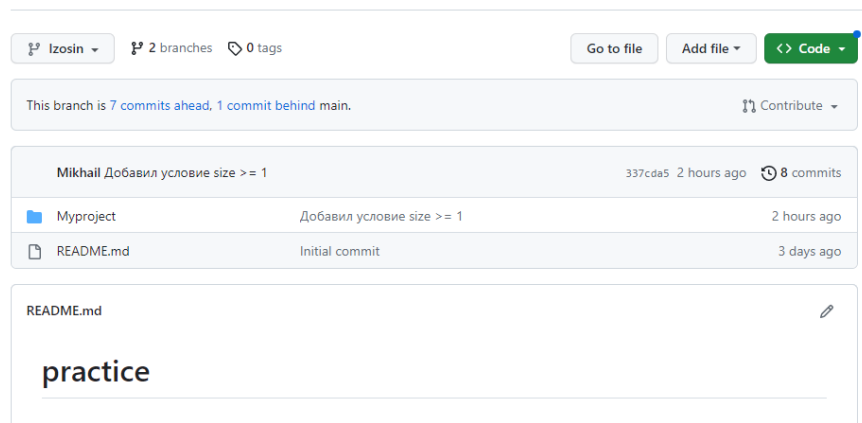 lzosin 2 branches 0 tags Go to file Add file <> Code
This branch is 7 commits ahead, 1 commit behind main. Contribute
Mikhail Добавил условие size >= 1 337cda5 2 hours ago 8 commits
Myproject Добавил условие size >= 1 2 hours ago
README.md Initial commit 3 days ago
README.md
practice